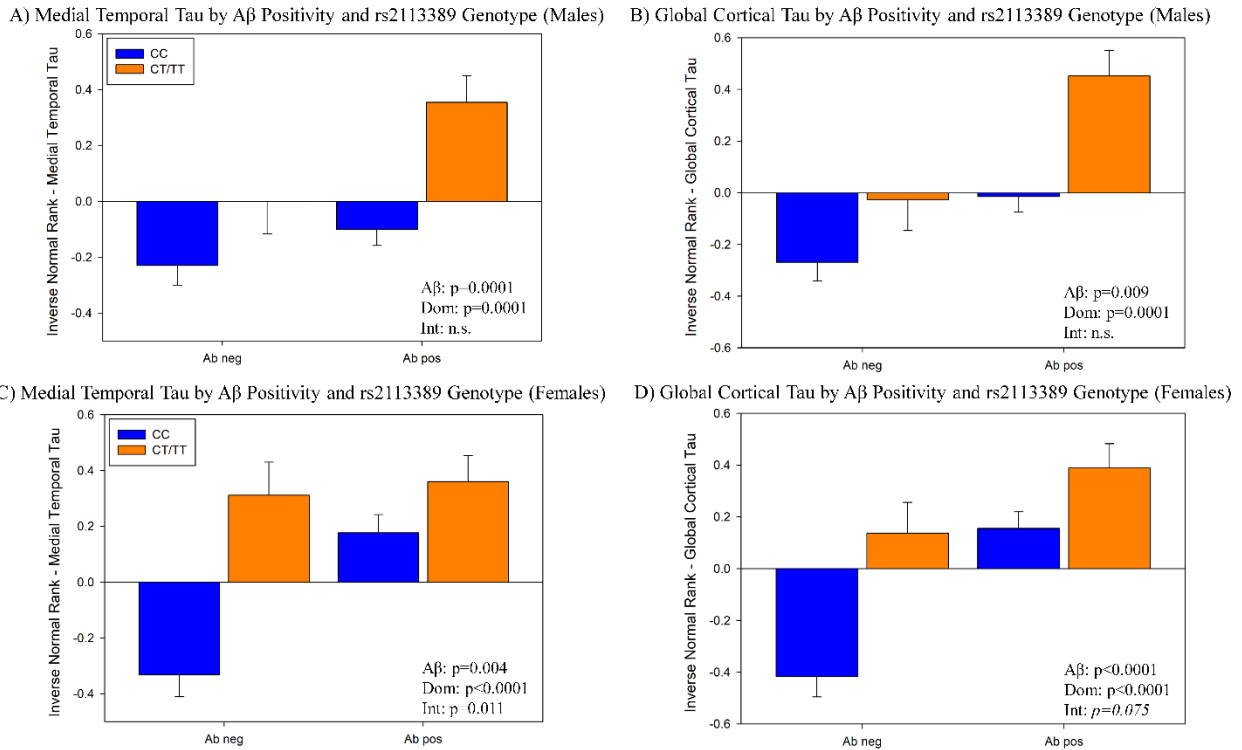 A) Medial Temporal Tau by Aβ Positivity and rs2113389 Genotype (Males)
0.6
0.4
0.2
0.0
-0.2
-0.4
Inverse Normal Rank - Medial Temporal Tau
CC
CT/TT
Aβ: p=0.0001
Dom: p=0.0001
Int: n.s.
Ab neg
Ab pos
B) Global Cortical Tau by Aβ Positivity and rs2113389 Genotype (Males)
0.6
0.4
0.2
0.0
-0.2
-0.4
-0.6
Inverse Normal Rank - Global Cortical Tau
Aβ: p=0.009
Dom: p=0.0001
Int: n.s.
Ab neg
Ab pos
C) Medial Temporal Tau by Aβ Positivity and rs2113389 Genotype (Females)
0.6
0.4
0.2
0.0
-0.2
-0.4
Inverse Normal Rank - Medial Temporal Tau
CC
CT/TT
Aβ: p=0.004
Dom: p<0.0001
Int: p=0.011
Ab neg
Ab pos
D) Global Cortical Tau by Aβ Positivity and rs2113389 Genotype (Females)
0.6
0.4
0.2
0.0
-0.2
-0.4
-0.6
Inverse Normal Rank - Global Cortical Tau
Aβ: p<0.0001
Dom: p<0.0001
Int: p=0.075
Ab neg
Ab pos